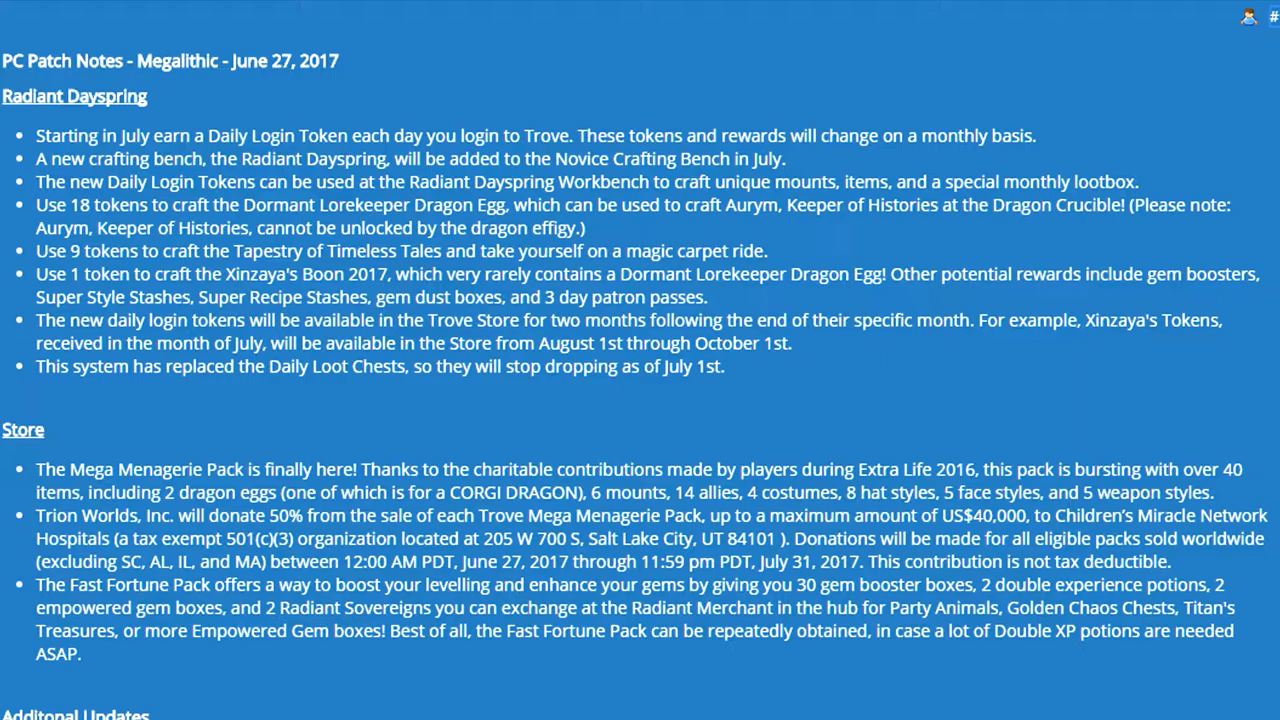 #
PC Patch Notes - Megalithic - June 27, 2017
Radiant Dayspring
• Starting in July earn a Daily Login Token each day you login to Trove. These tokens and rewards will change on a monthly basis.
• A new crafting bench, the Radiant Dayspring, will be added to the Novice Crafting Bench in July.
• The new Daily Login Tokens can be used at the Radiant Dayspring Workbench to craft unique mounts, items, and a special monthly lootbox.
• Use 18 tokens to craft the Dormant Lorekeeper Dragon Egg, which can be used to craft Aurym, Keeper of Histories at the Dragon Crucible! (Please note:
Aurym, Keeper of Histories, cannot be unlocked by the dragon effigy.)
• Use 9 tokens to craft the Tapestry of Timeless Tales and take yourself on a magic carpet ride.
• Use 1 token to craft the Xinzaya's Boon 2017, which very rarely contains a Dormant Lorekeeper Dragon Egg! Other potential rewards include gem boosters,
Super Style Stashes, Super Recipe Stashes, gem dust boxes, and 3 day patron passes.
• The new daily login tokens will be available in the Trove Store for two months following the end of their specific month. For example, Xinzaya's Tokens,
received in the month of July, will be available in the Store from August 1st through October 1st.
• This system has replaced the Daily Loot Chests, so they will stop dropping as of July 1st.
Store
• The Mega Menagerie Pack is finally here! Thanks to the charitable contributions made by players during Extra Life 2016, this pack is bursting with over 40
items, including 2 dragon eggs (one of which is for a CORGI DRAGON), 6 mounts, 14 allies, 4 costumes, 8 hat styles, 5 face styles, and 5 weapon styles.
• Trion Worlds, Inc. will donate 50% from the sale of each Trove Mega Menagerie Pack, up to a maximum amount of US$40,000, to Children’s Miracle Network
Hospitals (a tax exempt 501(c)(3) organization located at 205 W 700 S, Salt Lake City, UT 84101 ). Donations will be made for all eligible packs sold worldwide
(excluding SC, AL, IL, and MA) between 12:00 AM PDT, June 27, 2017 through 11:59 pm PDT, July 31, 2017. This contribution is not tax deductible.
• The Fast Fortune Pack offers a way to boost your levelling and enhance your gems by giving you 30 gem booster boxes, 2 double experience potions, 2
empowered gem boxes, and 2 Radiant Sovereigns you can exchange at the Radiant Merchant in the hub for Party Animals, Golden Chaos Chests, Titan's
Treasures, or more Empowered Gem boxes! Best of all, the Fast Fortune Pack can be repeatedly obtained, in case a lot of Double XP potions are needed
ASAP.
Additonal Updates